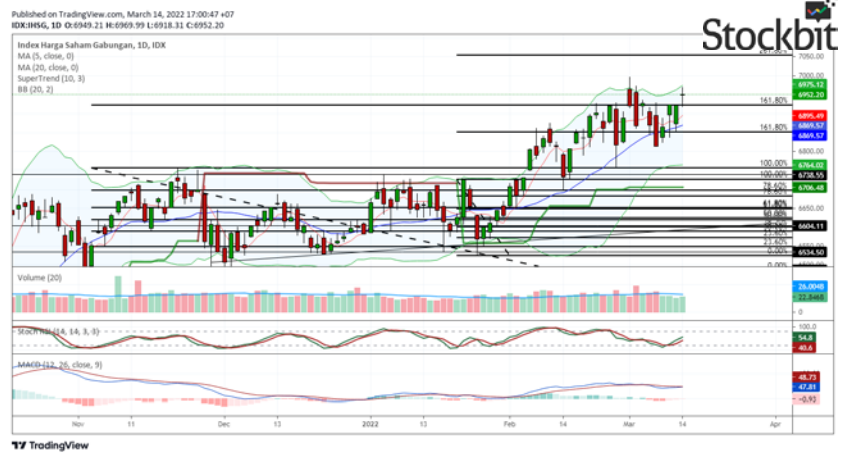 Published on TradingView.com, March 14, 2022 17:00:47 +07
IDX:IHSG, 1D O:6949.21 H:6969.99 L:6918.31 C:6952.20
Stockbit
Index Harga Saham Gabungan, 1D, IDX
MA (5, close, 0)
MA (20, close, 0)
SuperTrend (10, 3)
BB (20, 2)
7050.00
7000.00
6975.12
6952.20
161.80%
6895.49
6869.57
161.80%
6869.57
6800.00
100.00%
6764.02
100.00%
6738.55
78.60%
6706.48
61.80%
6650.00
50.00%
6604.11
23.60%
0.00%
6534.50
0.00%
Volume (20)
26.004B
22.846B
0
Stoch RSI (14, 14, 3, 3)
100.0
54.8
40.6
MACD (12, 26, close, 9)
48.73
47.81
-0.93
Nov 11 Dec 14 2022 13 Feb 14 Mar 14 Apr
TradingView